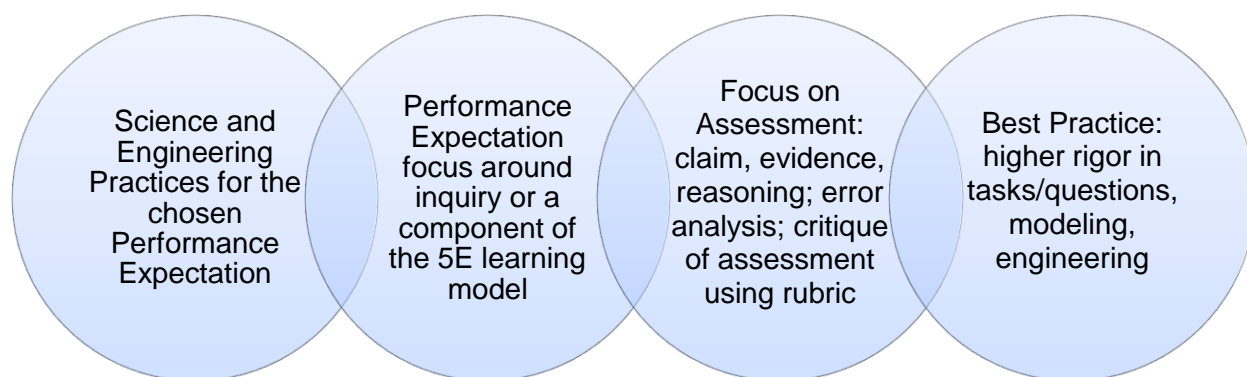 Science and
Engineering
Practices for the
chosen
Performance
Expectation
Performance
Expectation
focus around
inquiry or a
component of
the 5E learning
model
Focus on
Assessment:
claim, evidence,
reasoning; error
analysis; critique
of assessment
using rubric
Best Practice:
higher rigor in
tasks/questions,
modeling,
engineering